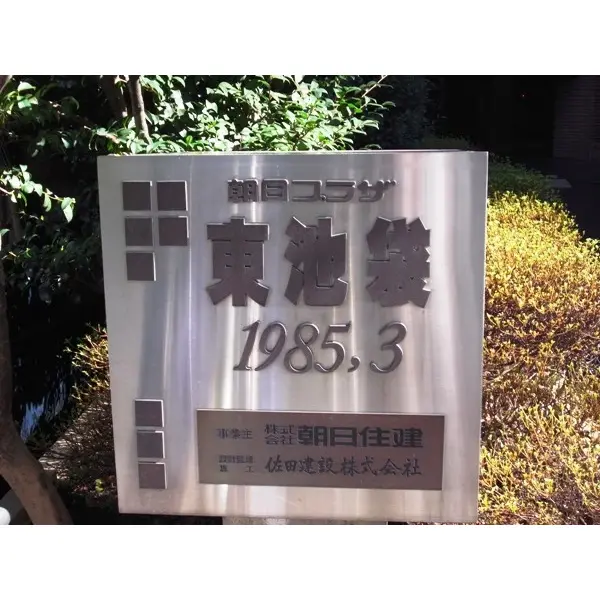 朝日プラザ
東池袋
1985,3
事業主 株式会社 朝日住建
設計監理 施工 佐田建設株式会社